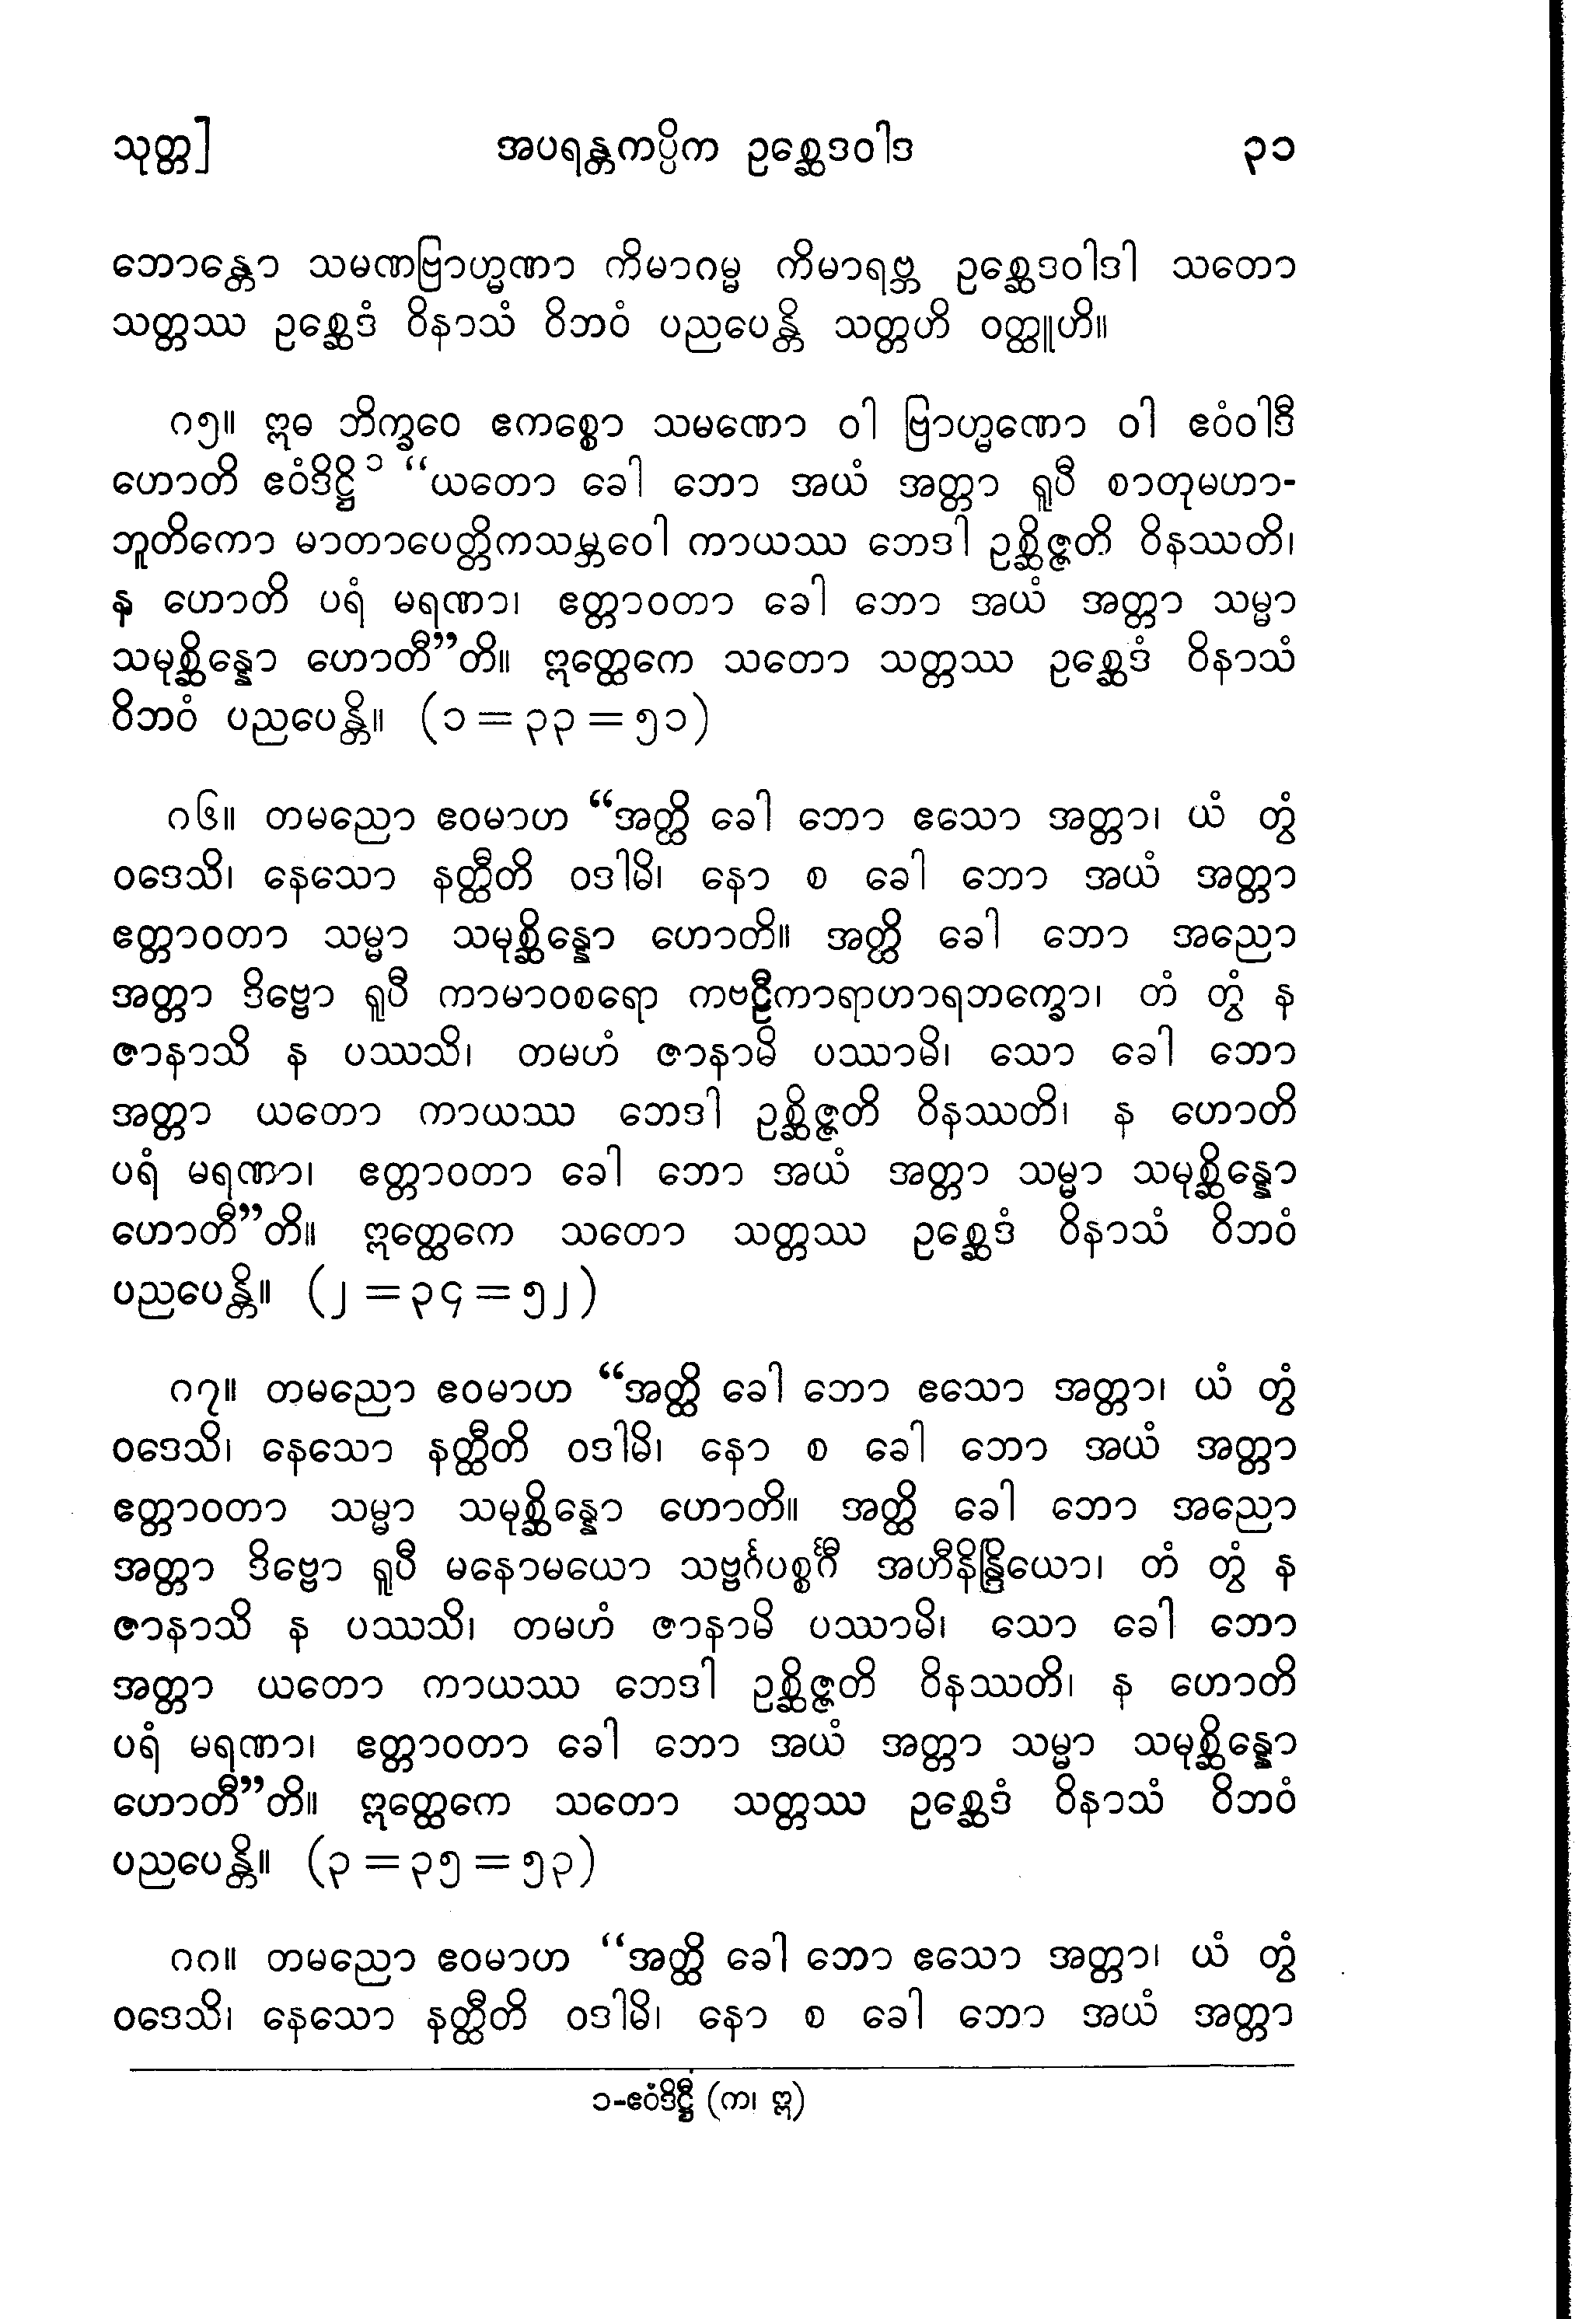 သုတ္တ] အပရန္တကပ္ပိက ဥစ္ဆေဒဝါဒ ၃၁
ဘောန္တော သမဏဗြာဟ္မဏာ ကိမာဂမ္မ ကိမာရဗ္ဘ ဥစ္ဆေဒဝါဒါ သတော
သတ္တဿ ဥစ္ဆေဒံ ဝိနာသံ ဝိဘဝံ ပညပေန္တိ သတ္တဟိ ဝတ္ထူဟိ။
ဂ၅။ ဣဓ ဘိက္ခဝေ ဧကစ္စော သမဏော ဝါ ဗြာဟ္မဏော ဝါ ဧဝံဝါဒီ
ဟောတိ ဧဝံဒိဋ္ဌိ၁ “ယတော ခေါ ဘော အယံ အတ္တာ ရူပီ စာတုမဟာ-
ဘူတိကော မာတာပေတ္တိကသမ္ဘဝေါ ကာယဿ ဘေဒါ ဥစ္ဆိဇ္ဇတိ ဝိနဿတိ၊
န ဟောတိ ပရံ မရဏာ၊ ဧတ္တာဝတာ ခေါ ဘော အယံ အတ္တာ သမ္မာ
သမုစ္ဆိန္နော ဟောတီ”တိ။ ဣတ္ထေကေ သတော သတ္တဿ ဥစ္ဆေဒံ ဝိနာသံ
ဝိဘဝံ ပညပေန္တိ။ (၁ = ၃၃ = ၅၁)
ဂ၆။ တမညော ဧဝမာဟ “အတ္ထိ ခေါ ဘော ဧသော အတ္တာ၊ ယံ တွံ
ဝဒေသိ၊ နေသော နတ္ထီတိ ဝဒါမိ၊ နော စ ခေါ ဘော အယံ အတ္တာ
ဧတ္တာဝတာ သမ္မာ သမုစ္ဆိန္နော ဟောတိ။ အတ္ထိ ခေါ ဘော အညော
အတ္တာ ဒိဗ္ဗော ရူပီ ကာမာဝစရော ကဗဠီကာရာဟာရဘက္ခော၊ တံ တွံ န
ဇာနာသိ န ပဿသိ၊ တမဟံ ဇာနာမိ ပဿာမိ၊ သော ခေါ ဘော
အတ္တာ ယတော ကာယဿ ဘေဒါ ဥစ္ဆိဇ္ဇတိ ဝိနဿတိ၊ န ဟောတိ
ပရံ မရဏာ၊ ဧတ္တာဝတာ ခေါ ဘော အယံ အတ္တာ သမ္မာ သမုစ္ဆိန္နော
ဟောတီ”တိ။ ဣတ္ထေကေ သတော သတ္တဿ ဥစ္ဆေဒံ ဝိနာသံ ဝိဘဝံ
ပညပေန္တိ။ (၂ = ၃၄ = ၅၂)
ဂ၇။ တမညော ဧဝမာဟ “အတ္ထိ ခေါ ဘော ဧသော အတ္တာ၊ ယံ တွံ
ဝဒေသိ၊ နေသော နတ္ထီတိ ဝဒါမိ၊ နော စ ခေါ ဘော အယံ အတ္တာ
ဧတ္တာဝတာ သမ္မာ သမုစ္ဆိန္နော ဟောတိ။ အတ္ထိ ခေါ ဘော အညော
အတ္တာ ဒိဗ္ဗော ရူပီ မနောမယော သဗ္ဗင်္ဂပစ္စင်္ဂီ အဟီနိန္ဒြိယော၊ တံ တွံ န
ဇာနာသိ န ပဿသိ၊ တမဟံ ဇာနာမိ ပဿာမိ၊ သော ခေါ ဘော
အတ္တာ ယတော ကာယဿ ဘေဒါ ဥစ္ဆိဇ္ဇတိ ဝိနဿတိ၊ န ဟောတိ
ပရံ မရဏာ၊ ဧတ္တာဝတာ ခေါ ဘော အယံ အတ္တာ သမ္မာ သမုစ္ဆိန္နော
ဟောတီ”တိ။ ဣတ္ထေကေ သတော သတ္တဿ ဥစ္ဆေဒံ ဝိနာသံ ဝိဘဝံ
ပညပေန္တိ။ (၃ = ၃၅ = ၅၃)
ဂဂ။ တမညော ဧဝမာဟ “အတ္ထိ ခေါ ဘော ဧသော အတ္တာ၊ ယံ တွံ
ဝဒေသိ၊ နေသော နတ္ထီတိ ဝဒါမိ၊ နော စ ခေါ ဘော အယံ အတ္တာ
၁-ဧဝံဒိဋ္ဌီ (က၊ ဣ)